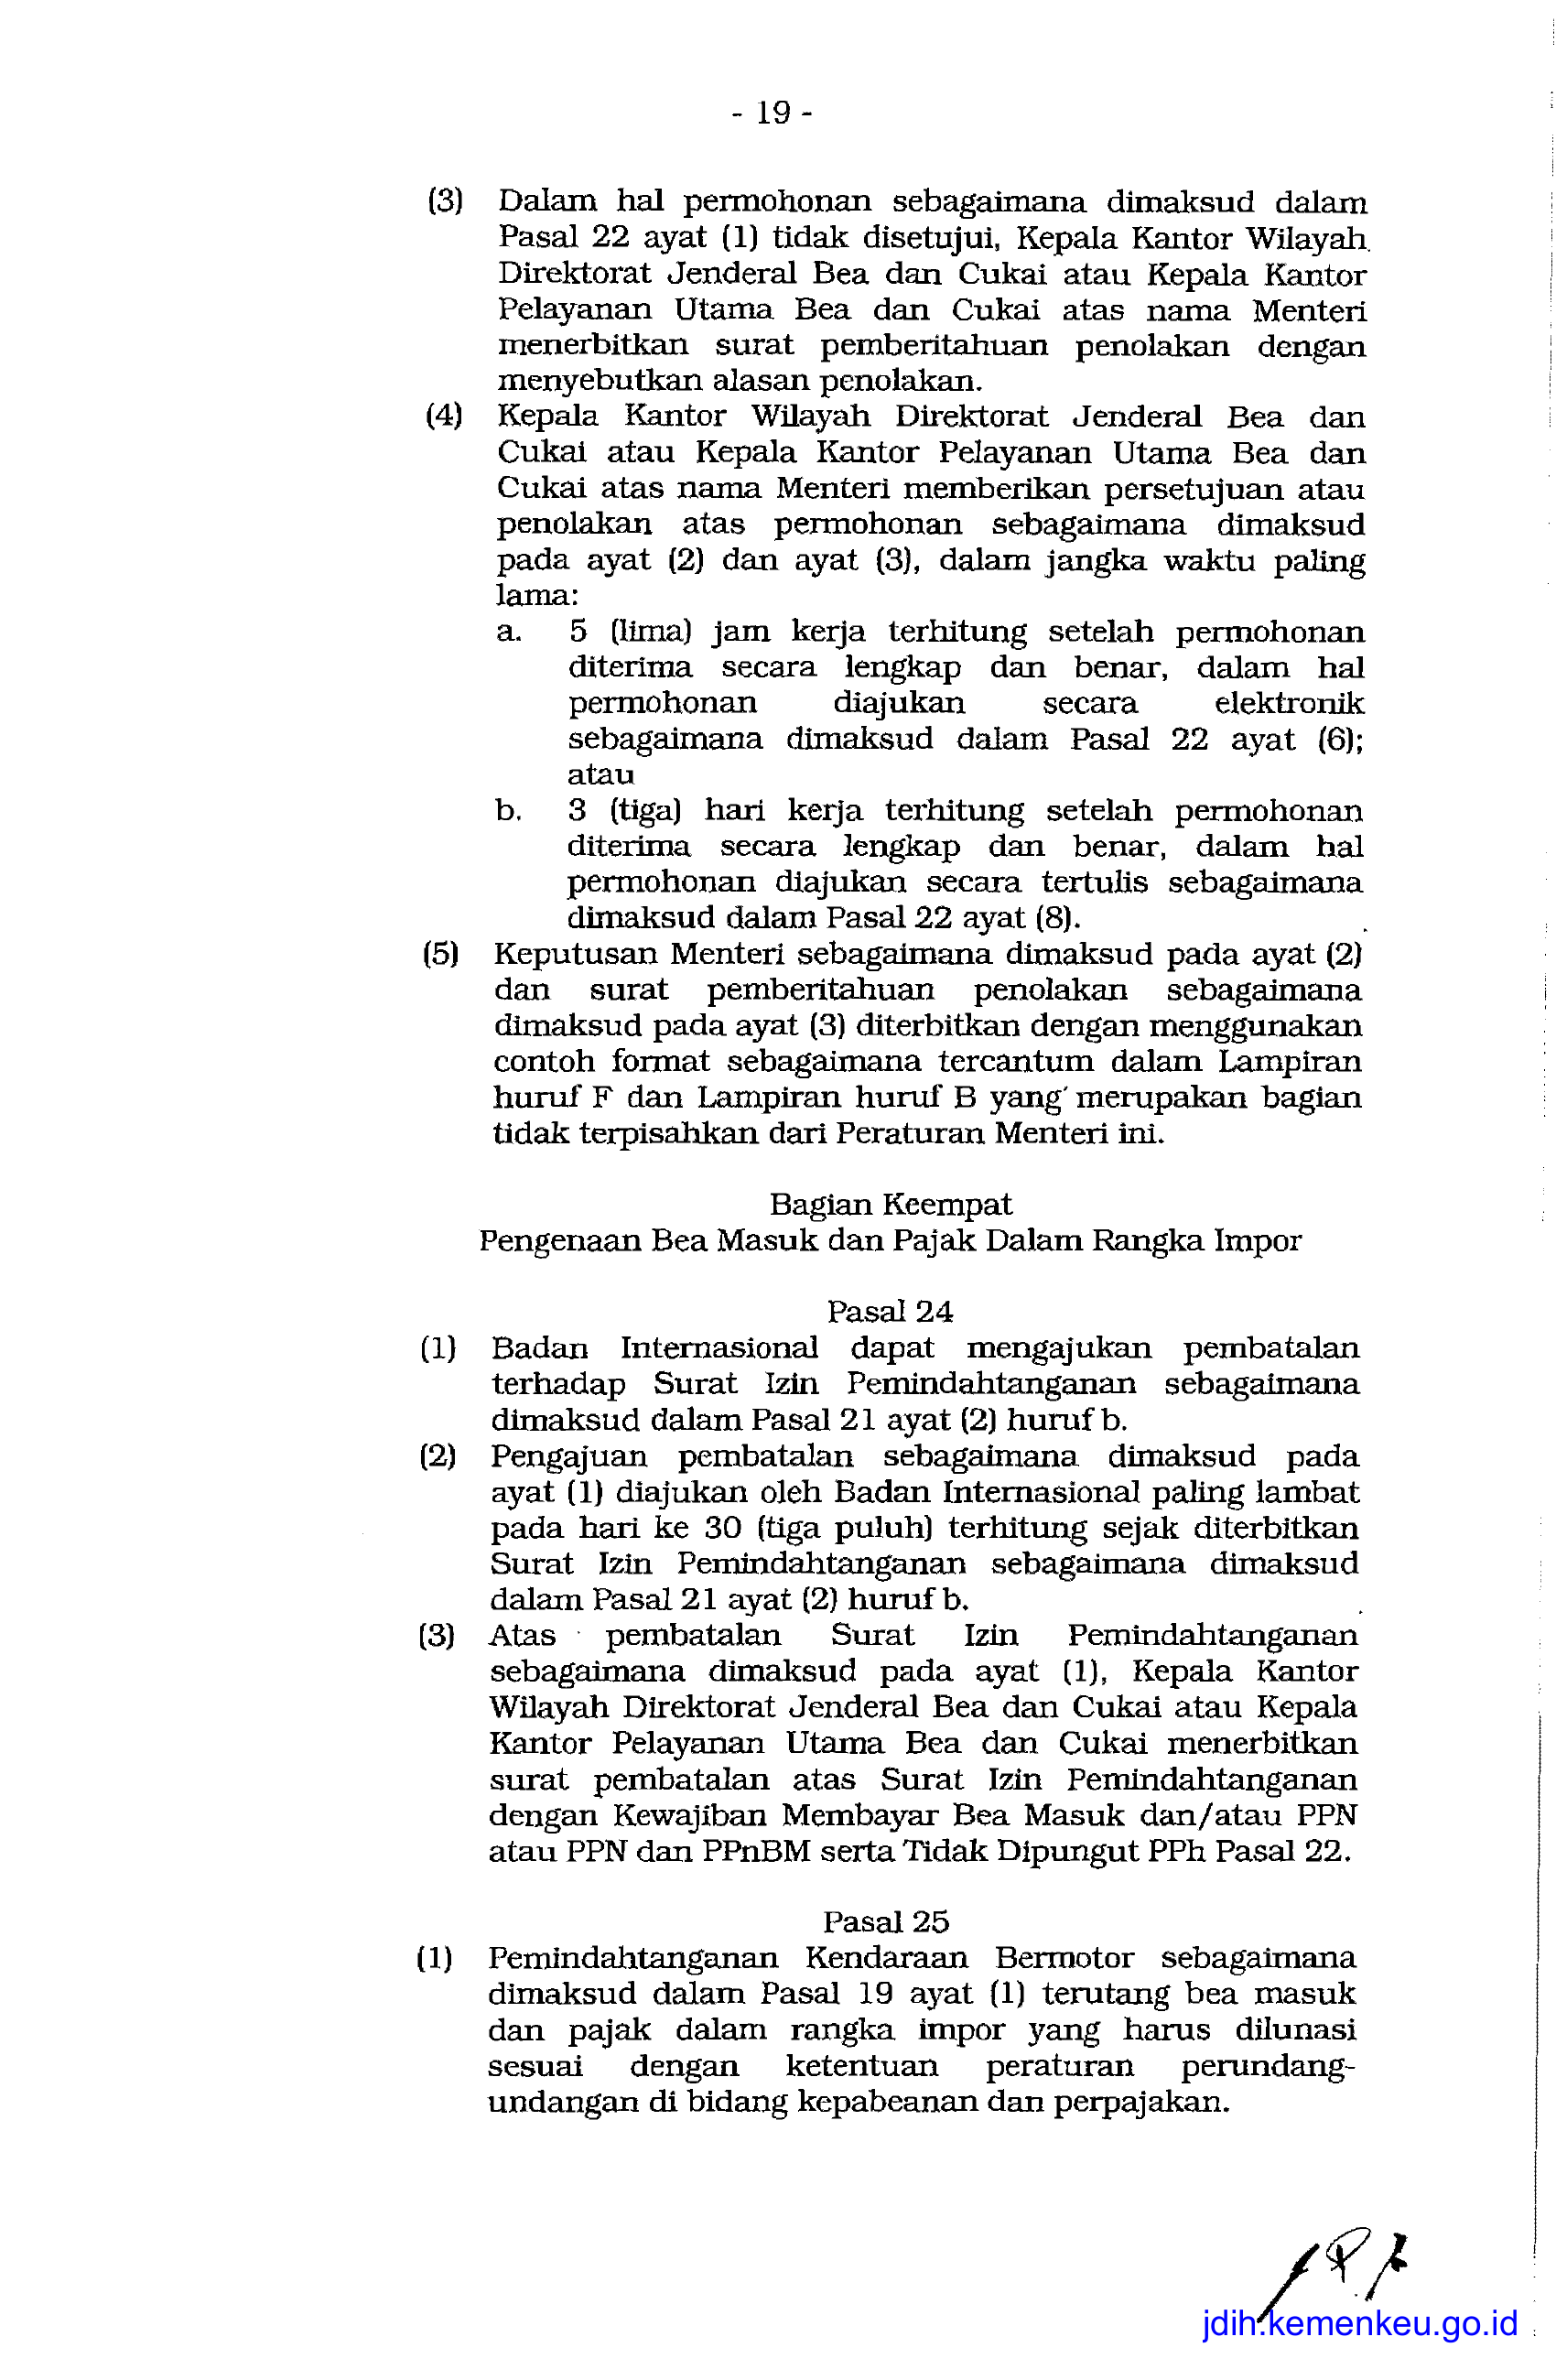 - 19 -
(3) Dalam hal permohonan sebagaimana dimaksud dalam
Pasal 22 ayat (1) tidak disetujui, Kepala Kantor Wilayah
Direktorat Jenderal Bea dan Cukai atau Kepala Kantor
Pelayanan Utama Bea dan Cukai atas nama Menteri
menerbitkan surat pemberitahuan penolakan dengan
menyebutkan alasan penolakan.
(4) Kepala Kantor Wilayah Direktorat Jenderal Bea dan
Cukai atau Kepala Kantor Pelayanan Utama Bea dan
Cukai atas nama Menteri memberikan persetujuan atau
penolakan atas permohonan sebagaimana dimaksud
pada ayat (2) dan ayat (3), dalam jangka waktu paling
lama:
a. 5 (lima) jam kerja terhitung setelah permohonan
diterima secara lengkap dan benar, dalam hal
permohonan diajukan secara elektronik
sebagaimana dimaksud dalam Pasal 22 ayat (6);
atau
b. 3 (tiga) hari kerja terhitung setelah permohonan
diterima secara lengkap dan benar, dalam hal
permohonan diajukan secara tertulis sebagaimana
dimaksud dalam Pasal 22 ayat (8).
(5) Keputusan Menteri sebagaimana dimaksud pada ayat (2)
dan surat pemberitahuan penolakan sebagaimana
dimaksud pada ayat (3) diterbitkan dengan menggunakan
contoh format sebagaimana tercantum dalam Lampiran
huruf F dan Lampiran huruf B yang merupakan bagian
tidak terpisahkan dari Peraturan Menteri ini.
Bagian Keempat
Pengenaan Bea Masuk dan Pajak Dalam Rangka Impor
Pasal 24
(1) Badan Internasional dapat mengajukan pembatalan
terhadap Surat Izin Pemindahtanganan sebagaimana
dimaksud dalam Pasal 21 ayat (2) huruf b.
(2) Pengajuan pembatalan sebagaimana dimaksud pada
ayat (1) diajukan oleh Badan Internasional paling lambat
pada hari ke 30 (tiga puluh) terhitung sejak diterbitkan
Surat Izin Pemindahtanganan sebagaimana dimaksud
dalam Pasal 21 ayat (2) huruf b.
(3) Atas pembatalan Surat Izin Pemindahtanganan
sebagaimana dimaksud pada ayat (1), Kepala Kantor
Wilayah Direktorat Jenderal Bea dan Cukai atau Kepala
Kantor Pelayanan Utama Bea dan Cukai menerbitkan
surat pembatalan atas Surat Izin Pemindahtanganan
dengan Kewajiban Membayar Bea Masuk dan/atau PPN
atau PPN dan PPnBM serta Tidak Dipungut PPh Pasal 22.
Pasal 25
(1) Pemindahtanganan Kendaraan Bermotor sebagaimana
dimaksud dalam Pasal 19 ayat (1) terutang bea masuk
dan pajak dalam rangka impor yang harus dilunasi
sesuai dengan ketentuan peraturan perundang-
undangan di bidang kepabeanan dan perpajakan.
jdih.kemenkeu.go.id